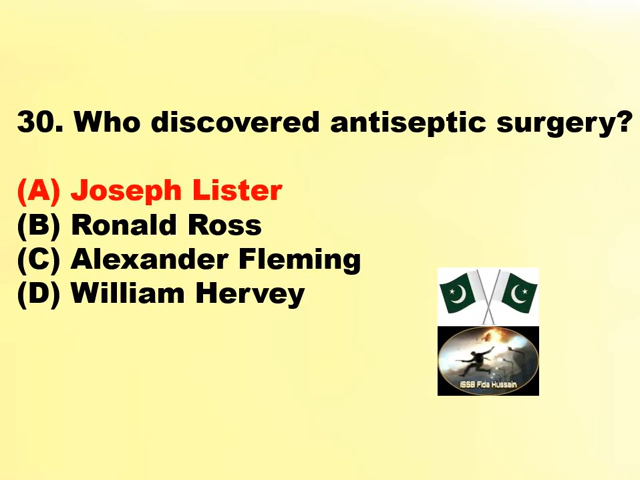 30. Who discovered antiseptic surgery?
(A) Joseph Lister
(B) Ronald Ross
(C) Alexander Fleming
(D) William Hervey
ISSB Fida Hussain